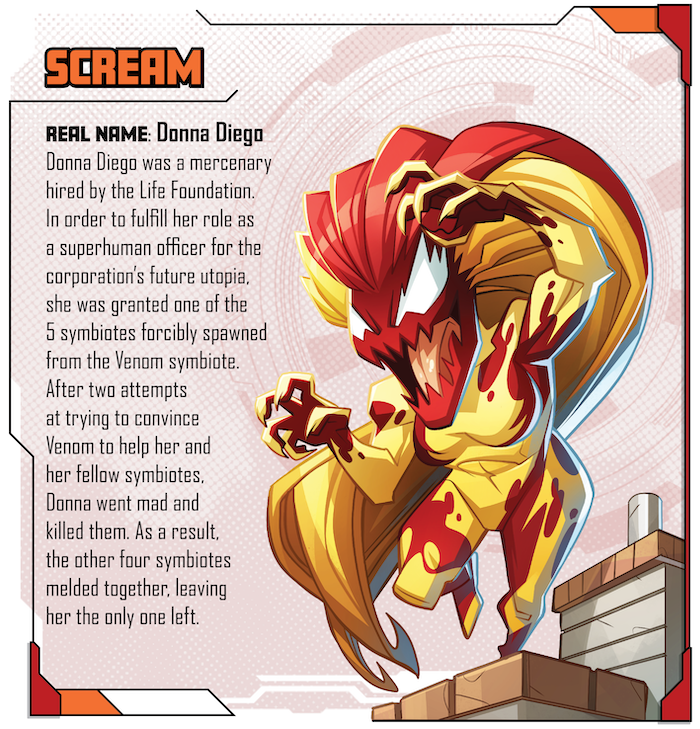 SCREAM
REAL NAME: Donna Diego
Donna Diego was a mercenary
hired by the Life Foundation.
In order to fulfill her role as
a superhuman officer for the
corporation's future utopia,
she was granted one of the
5 symbiotes forcibly spawned
from the Venom symbiote.
After two attempts
at trying to convince
Venom to help her and
her fellow symbiotes,
Donna went mad and
killed them. As a result,
the other four symbiotes
melded together, leaving
her the only one left.